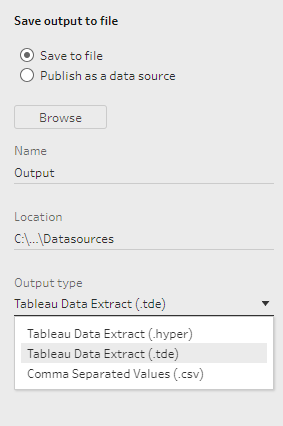 Save output to file
Save to file
Publish as a data source
Browse
Name
Output
Location
C:\...\Datasources
Output type
Tableau Data Extract (.tde)
Tableau Data Extract (.hyper)
Tableau Data Extract (.tde)
Comma Separated Values (.csv)